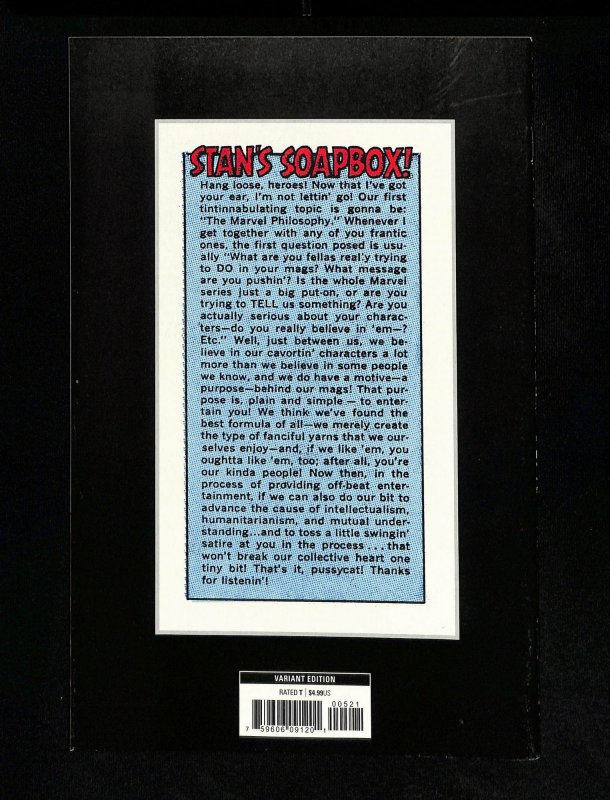 STAN'S SOAPBOX!
Hang loose, heroes! Now that I've got
your ear, I'm not lettin' go! Our first
tintinnabulating topic is gonna be:
"The Marvel Philosophy." Whenever I
get together with any of you frantic
ones, the first question posed is usu-
ally "What are you fellas really trying
to DO in your mags? What message
are you pushin'? Is the whole Marvel
series just a big put-on, or are you
trying to TELL us something? Are you
actually serious about your charac-
ters—do you really believe in 'em—?
Etc." Well, just between us, we be-
lieve in our cavortin' characters a lot
more than we believe in some people
we know, and we do have a motive—a
purpose—behind our mags! That pur-
pose is, plain and simple — to enter-
tain you! We think we've found the
best formula of all—we merely create
the type of fanciful yarns that we our-
selves enjoy—and, if we like 'em, you
oughtta like 'em, too; after all, you're
our kinda people! Now then, in the
process of providing off-beat enter-
tainment, if we can also do our bit to
advance the cause of intellectualism,
humanitarianism, and mutual under-
standing...and to toss a little swingin'
satire at you in the process . . . that
won't break our collective heart one
tiny bit! That's it, pussycat! Thanks
for listenin'!
VARIANT EDITION
RATED T | $4.99US
00521
7 59606 09120 1